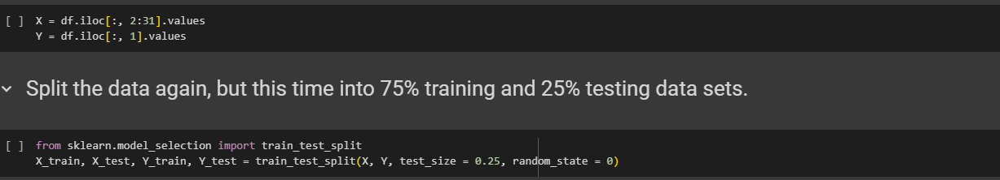 [ ] X = df.iloc[:, 2:31].values
Y = df.iloc[:, 1].values
Split the data again, but this time into 75% training and 25% testing data sets.
[ ] from sklearn.model_selection import train_test_split
X_train, X_test, Y_train, Y_test = train_test_split(X, Y, test_size = 0.25, random_state = 0)